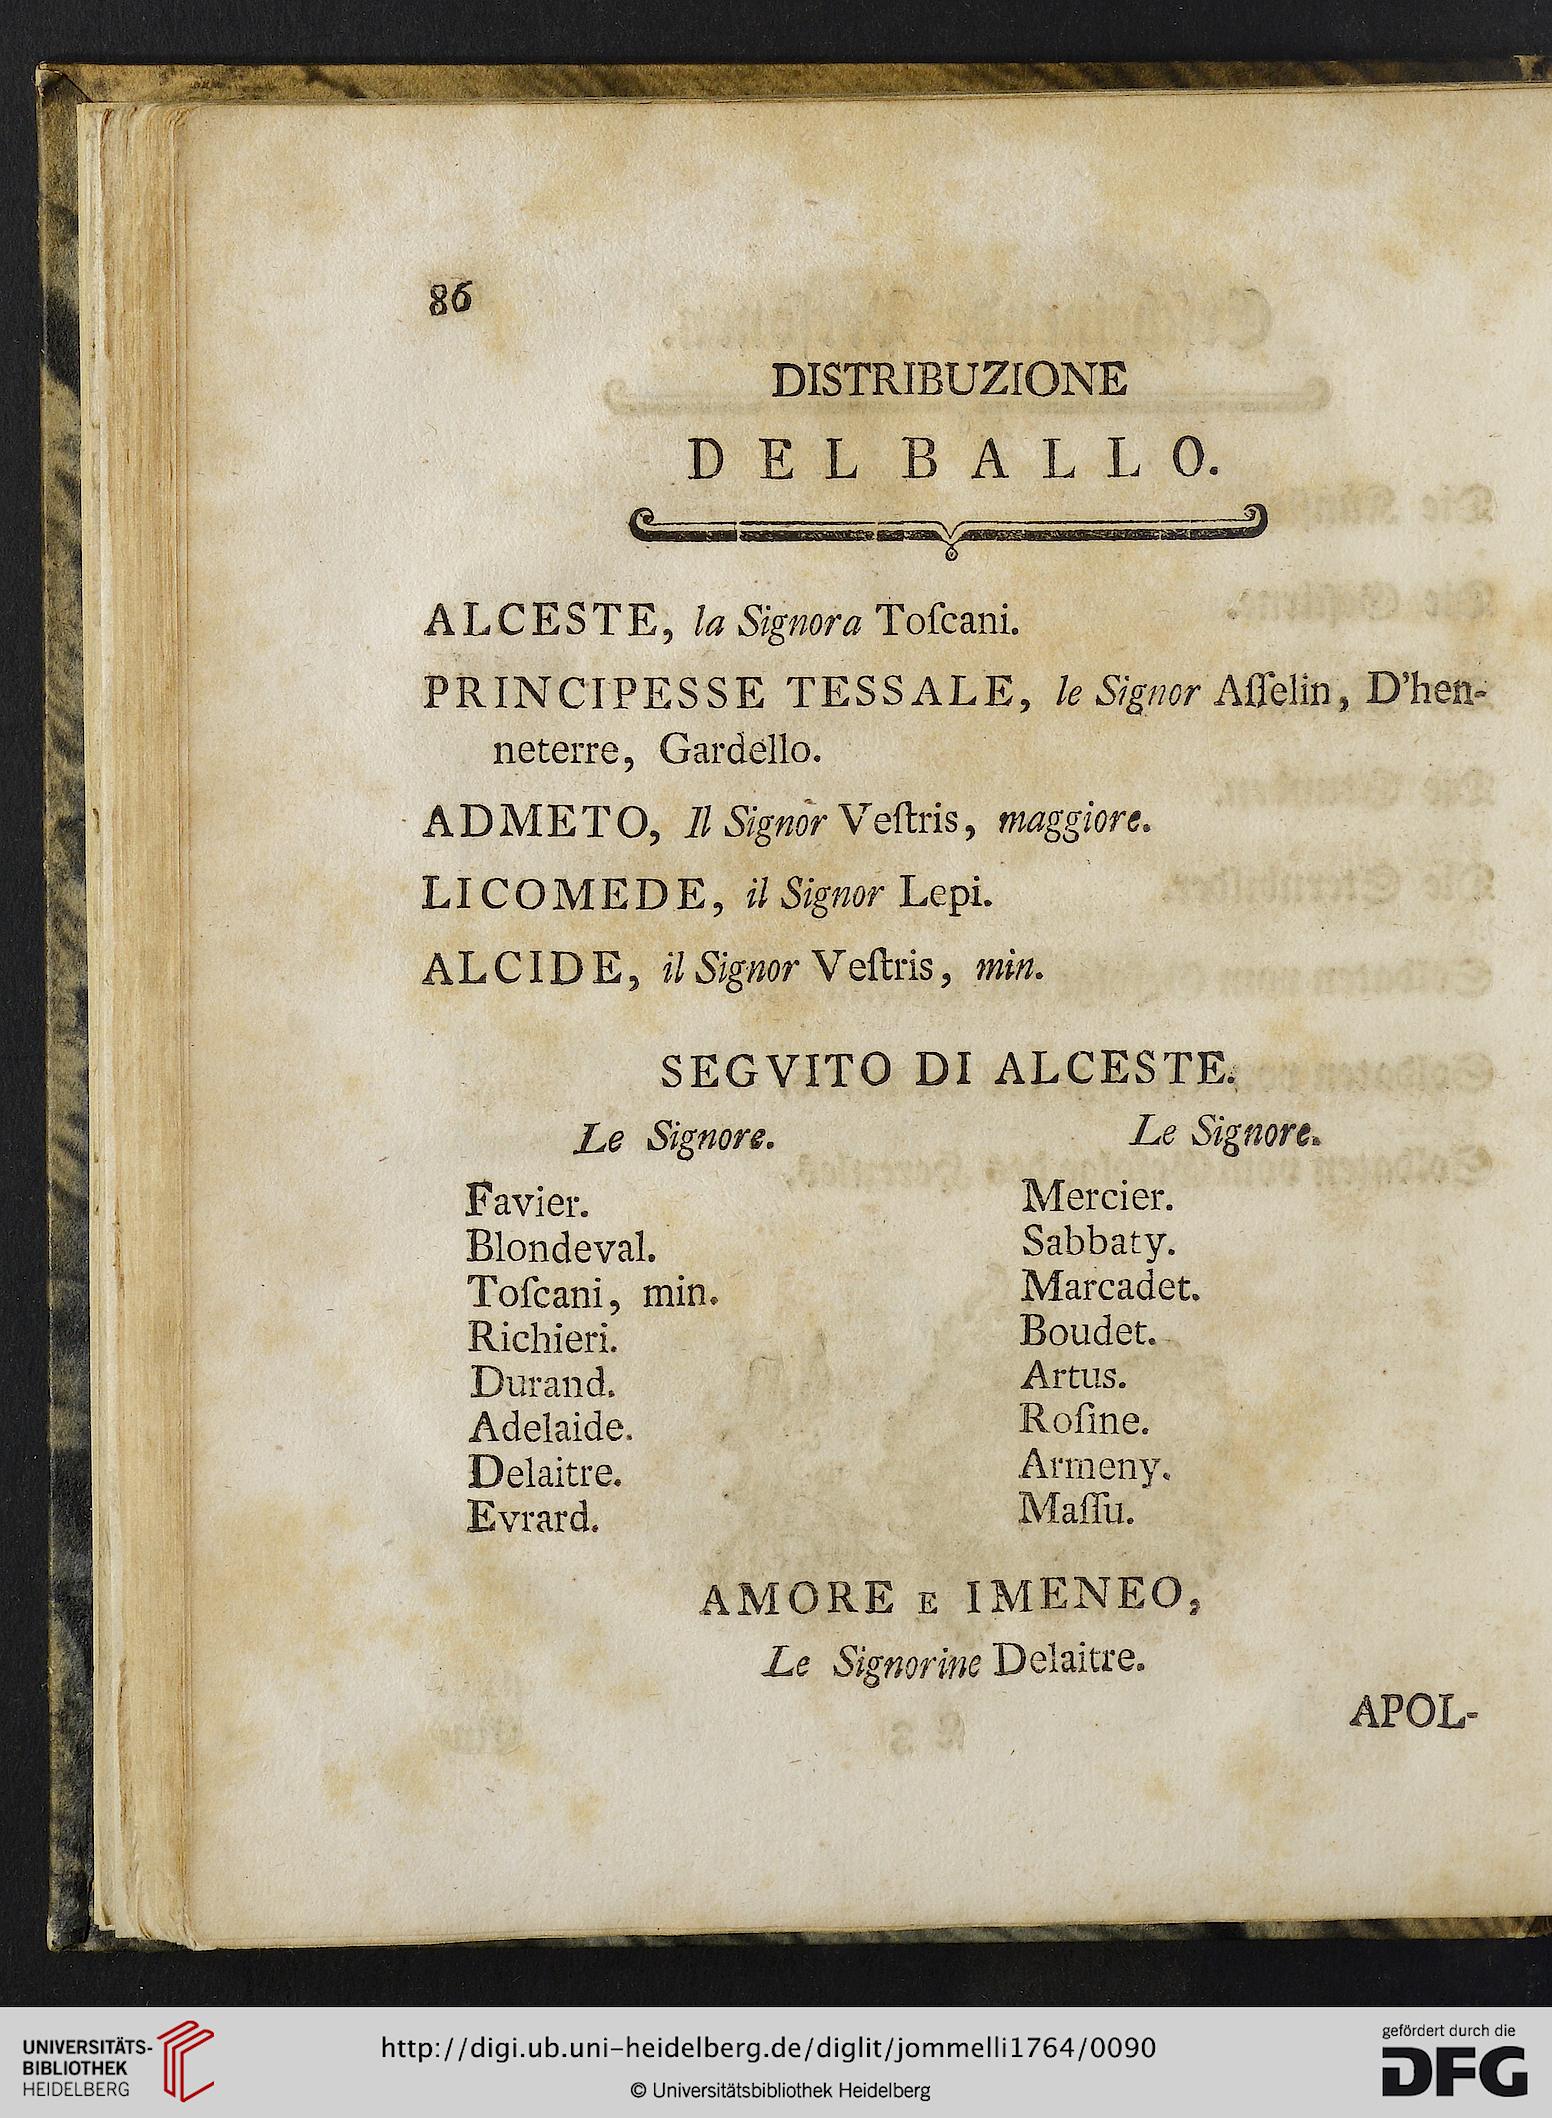 86
DISTRIBUZIONE
DEL BALLO.
ALCESTE, la Signora Toſcani.
PRINCIPESSE TESSALE, le Signor Aſſelin, D'hen-
neterre, Gardello.
ADMETO, Il Signor Veſtris, maggiore.
LICOMEDE, il Signor Lepi.
ALCIDE, il Signor Veſtris, min.
SEGVITO DI ALCESTE.
Le Signore.
Favier.
Blondeval.
Toſcani, min.
Richieri.
Durand.
Adelaide.
Delaitre.
Evrard.
Le Signore.
Mercier.
Sabbaty.
Marcadet.
Boudet.
Artus.
Roſine.
Armeny.
Maſſu.
AMORE E IMENEO,
Le Signorine Delaitre.
APOL-
UNIVERSITÄTS-
BIBLIOTHEK
HEIDELBERG
http://digi.ub.uni-heidelberg.de/diglit/jommelli1764/0090
© Universitätsbibliothek Heidelberg
gefördert durch die
DFG